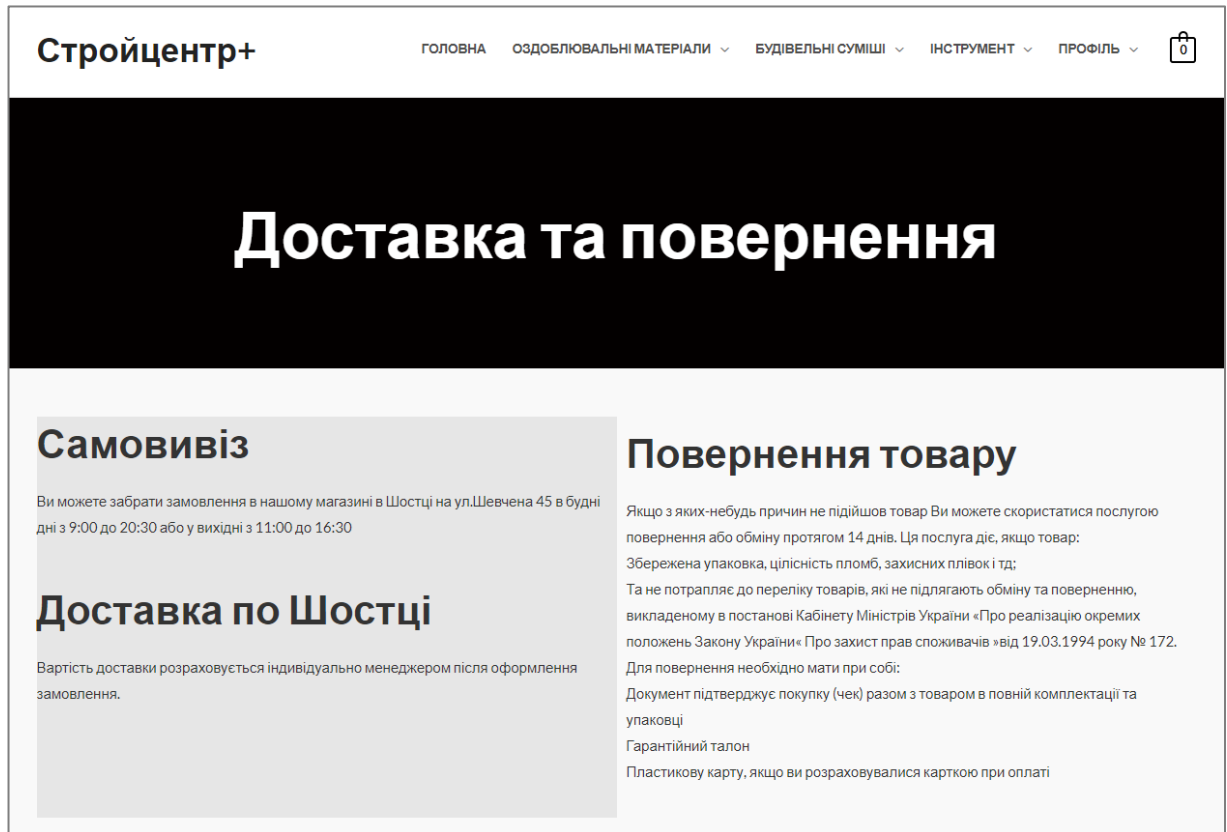 Стройцентр+
ГОЛОВНА ОЗДОБЛЮВАЛЬНІ МАТЕРІАЛИ БУДІВЕЛЬНІ СУМІШІ ІНСТРУМЕНТ ПРОФІЛЬ 0
Доставка та повернення
Самовивіз
Ви можете забрати замовлення в нашому магазині в Шостці на ул.Шевчена 45 в будні
дні з 9:00 до 20:30 або у вихідні з 11:00 до 16:30
Доставка по Шостці
Вартість доставки розраховується індивідуально менеджером після оформлення
замовлення.
Повернення товару
Якщо з яких-небудь причин не підійшов товар Ви можете скористатися послугою
повернення або обміну протягом 14 днів. Ця послуга діє, якщо товар:
Збережена упаковка, цілісність пломб, захисних плівок і тд;
Та не потрапляє до переліку товарів, які не підлягають обміну та поверненню,
викладеному в постанові Кабінету Міністрів України «Про реалізацію окремих
положень Закону України« Про захист прав споживачів »від 19.03.1994 року № 172.
Для повернення необхідно мати при собі:
Документ підтверджує покупку (чек) разом з товаром в повній комплектації та
упаковці
Гарантійний талон
Пластикову карту, якщо ви розраховувалися карткою при оплаті